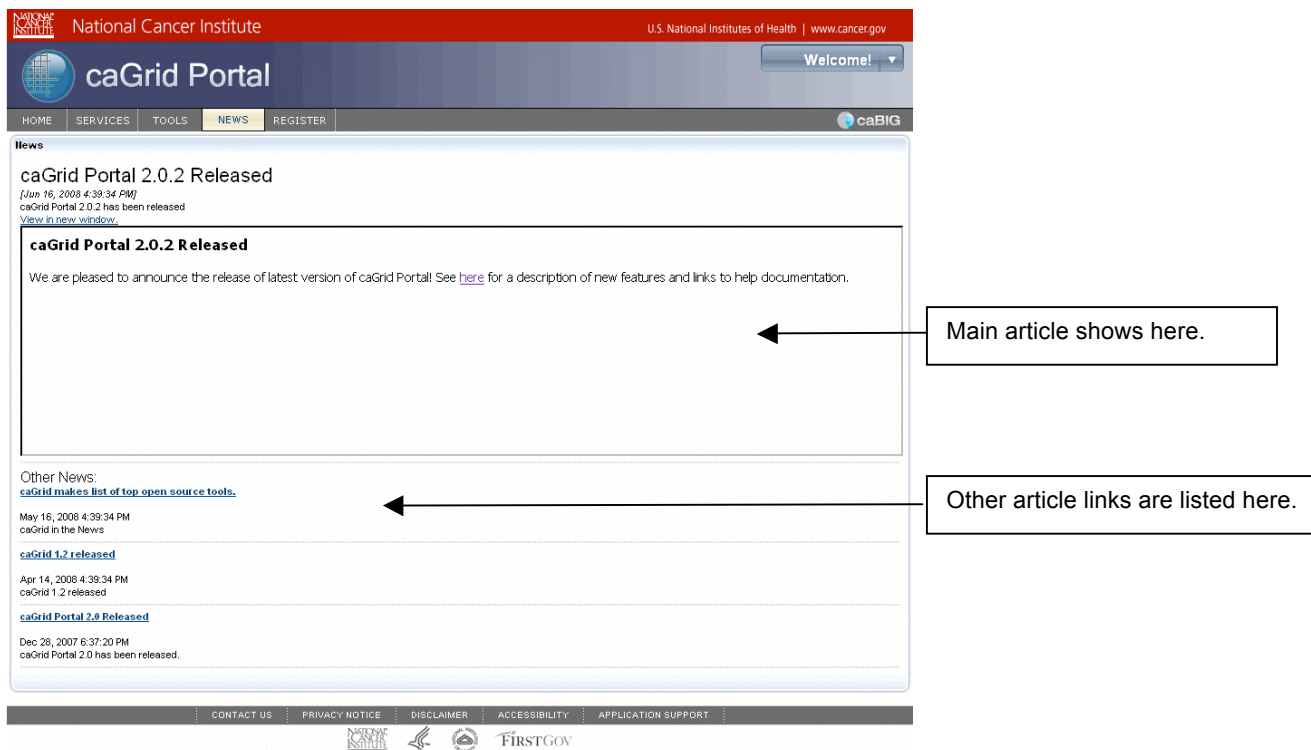 NATIONAL CANCER INSTITUTE
National Cancer Institute
U.S. National Institutes of Health | www.cancer.gov
caGrid Portal
Welcome!
HOME SERVICES TOOLS NEWS REGISTER
caBIG
News
caGrid Portal 2.0.2 Released
[Jun 16, 2008 4:39:34 PM]
caGrid Portal 2.0.2 has been released
View in new window.
caGrid Portal 2.0.2 Released
We are pleased to announce the release of latest version of caGrid Portal! See here for a description of new features and links to help documentation.
Main article shows here.
Other News:
caGrid makes list of top open source tools.
Other article links are listed here.
May 16, 2008 4:39:34 PM
caGrid in the News
caGrid 1.2 released
Apr 14, 2008 4:39:34 PM
caGrid 1.2 released
caGrid Portal 2.0 Released
Dec 28, 2007 6:37:20 PM
caGrid Portal 2.0 has been released.
CONTACT US PRIVACY NOTICE DISCLAIMER ACCESSIBILITY APPLICATION SUPPORT
NATIONAL CANCER INSTITUTE
FIRSTGOV